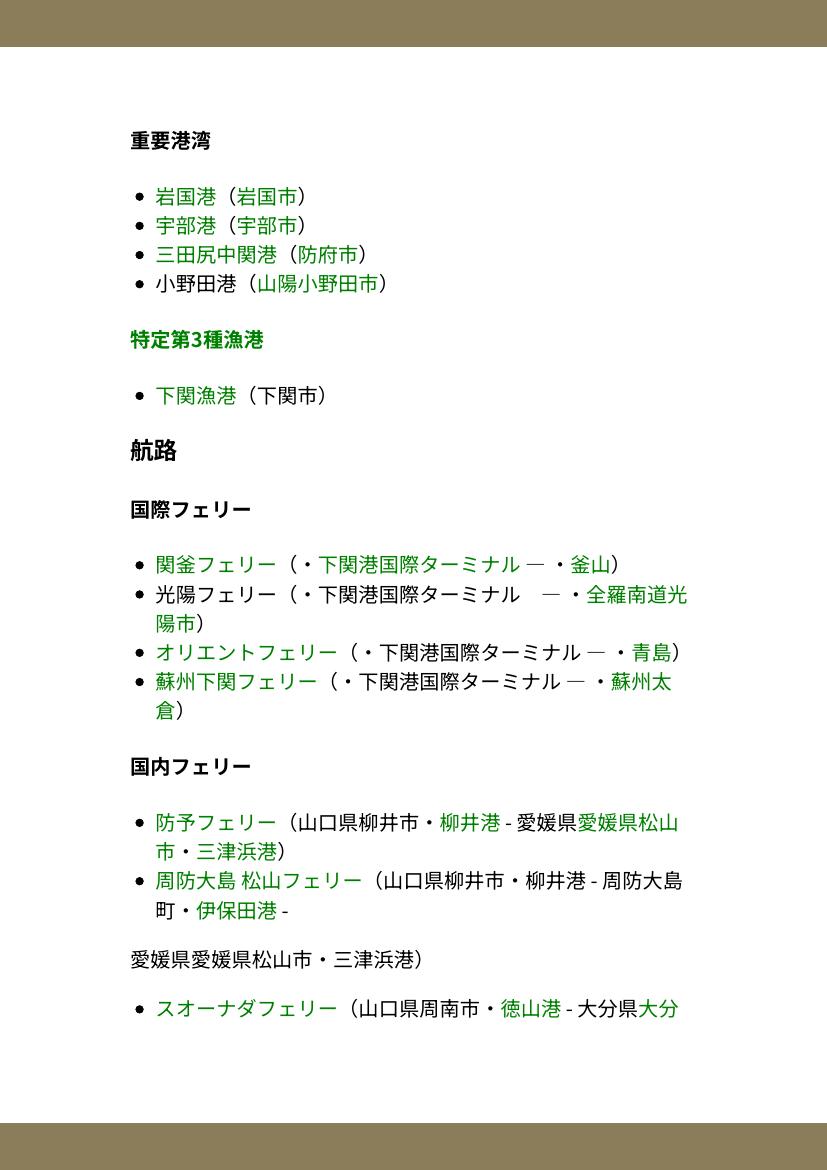 重要港湾
• 岩国港（岩国市）
• 宇部港（宇部市）
• 三田尻中関港（防府市）
• 小野田港（山陽小野田市）
特定第3種漁港
• 下関漁港（下関市）
航路
国際フェリー
• 関釜フェリー（・下関港国際ターミナル ― ・釜山）
• 光陽フェリー（・下関港国際ターミナル　― ・全羅南道光
陽市）
• オリエントフェリー（・下関港国際ターミナル ― ・青島）
• 蘇州下関フェリー（・下関港国際ターミナル ― ・蘇州太
倉）
国内フェリー
• 防予フェリー（山口県柳井市・柳井港 - 愛媛県愛媛県松山
市・三津浜港）
• 周防大島 松山フェリー（山口県柳井市・柳井港 - 周防大島
町・伊保田港 -
愛媛県愛媛県松山市・三津浜港）
• スオーナダフェリー（山口県周南市・徳山港 - 大分県大分